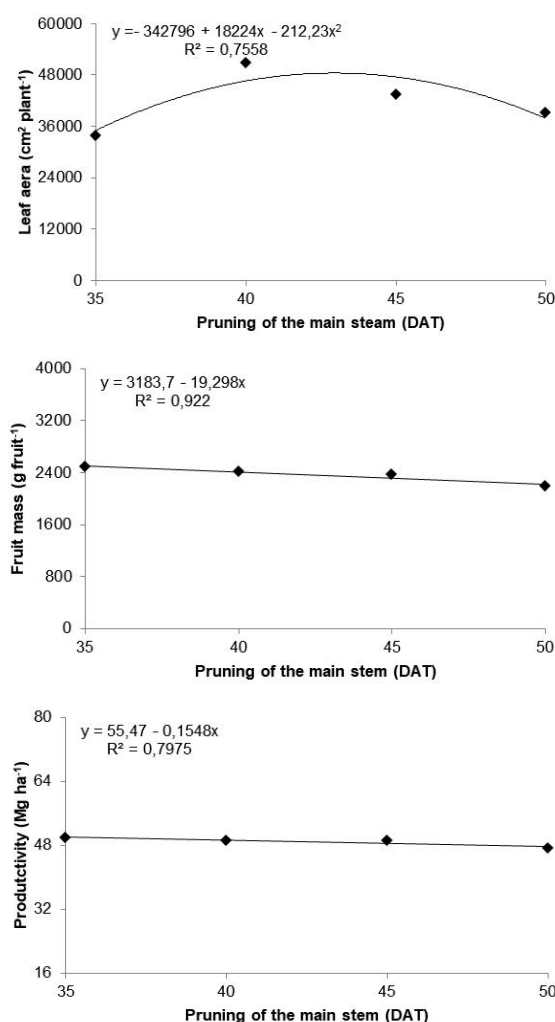 y =- 342796 + 18224x - 212,23x²
R² = 0,7558
60000
48000
36000
24000
12000
0
Leaf aera (cm² plant⁻¹)
35 40 45 50
Pruning of the main steam (DAT)
y = 3183,7 - 19,298x
R² = 0,922
4000
3200
2400
1600
800
0
Fruit mass (g fruit⁻¹)
35 40 45 50
Pruning of the main stem (DAT)
y = 55,47 - 0,1548x
R² = 0,7975
80
64
48
32
16
Produtctivity (Mg ha⁻¹)
35 40 45 50
Pruning of the main stem (DAT)